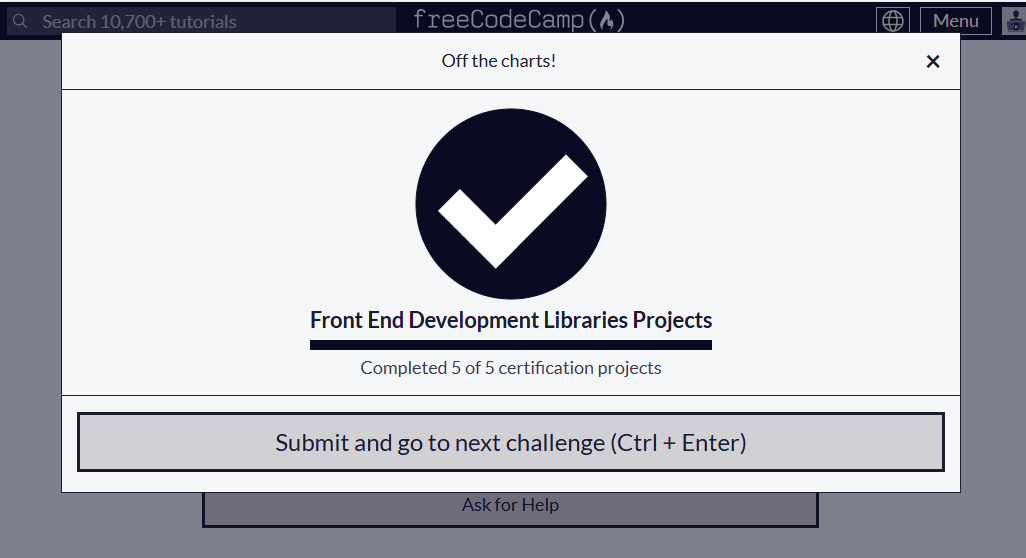 Search 10,700+ tutorials
freeCodeCamp(🔥)
Menu
Off the charts!
×
Front End Development Libraries Projects
Completed 5 of 5 certification projects
Submit and go to next challenge (Ctrl + Enter)
Ask for Help